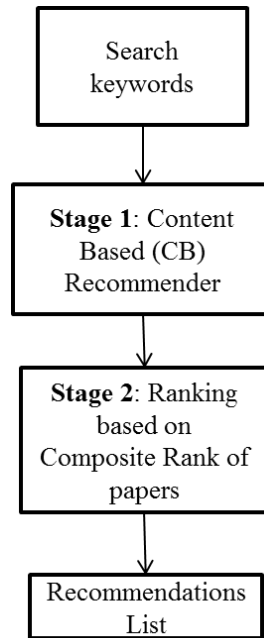 Search
keywords
Stage 1: Content
Based (CB)
Recommender
Stage 2: Ranking
based on
Composite Rank of
papers
Recommendations
List